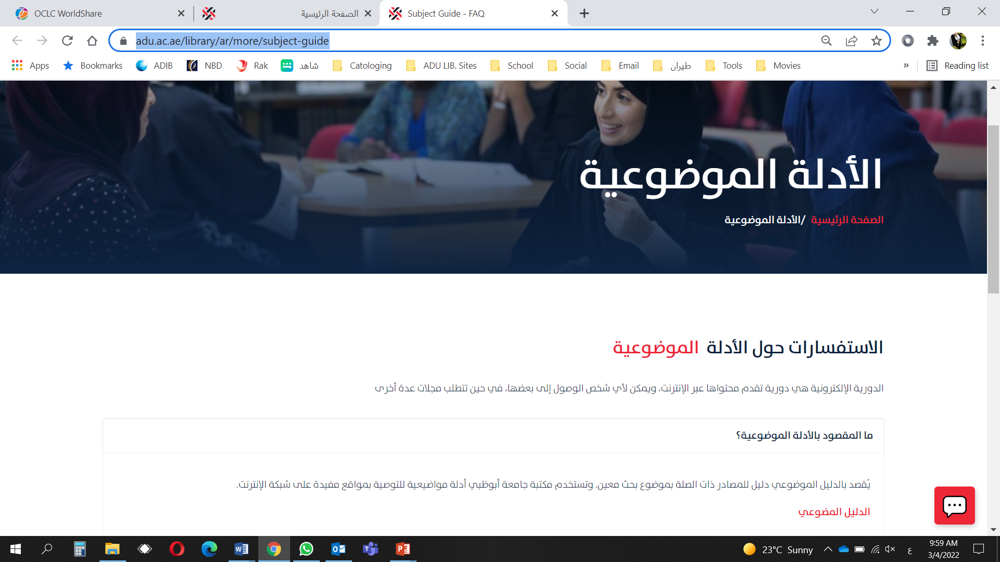 OCLC WorldShare
الصفحة الرئيسية
Subject Guide - FAQ
adu.ac.ae/library/ar/more/subject-guide
Apps Bookmarks ADIB NBD Rak شاهد Catologing ADU LIB. Sites School Social Email طيران Tools Movies » Reading list
الأدلة الموضوعية
الصفحة الرئيسية /الأدلة الموضوعية
الاستفسارات حول الأدلة الموضوعية
الدورية الإلكترونية هي دورية تقدم محتواها عبر الإنترنت، ويمكن لأي شخص الوصول إلى بعضها، في حين تتطلب مجلات عدة أخرى
ما المقصود بالأدلة الموضوعية؟
يُقصد بالدليل الموضوعي دليل للمصادر ذات الصلة بموضوع بحث معين. وتستخدم مكتبة جامعة أبوظبي أدلة مواضيعية للتوصية بمواقع مفيدة على شبكة الإنترنت.
الدليل المضوعي
23°C Sunny
ع
9:59 AM
3/4/2022